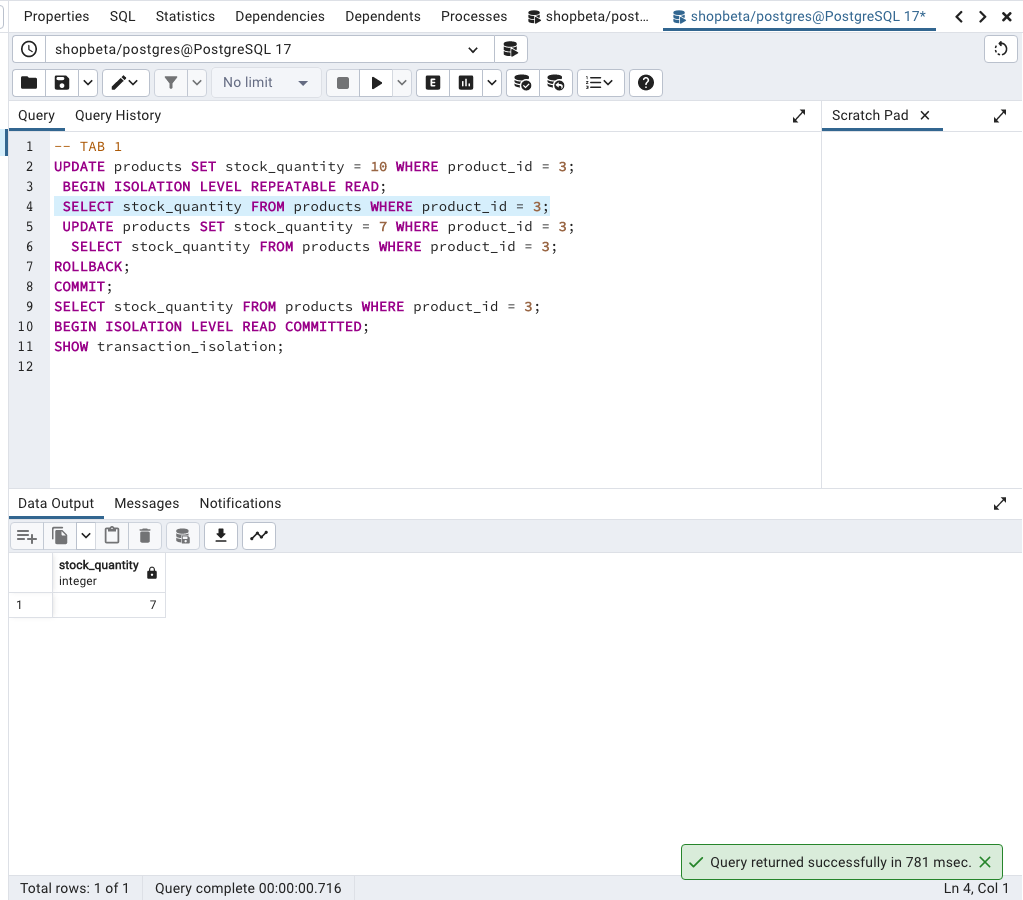 Properties SQL Statistics Dependencies Dependents Processes shopbeta/post... shopbeta/postgres@PostgreSQL 17*
shopbeta/postgres@PostgreSQL 17
No limit E
Query Query History Scratch Pad
1 -- TAB 1
2 UPDATE products SET stock_quantity = 10 WHERE product_id = 3;
3 BEGIN ISOLATION LEVEL REPEATABLE READ;
4 SELECT stock_quantity FROM products WHERE product_id = 3;
5 UPDATE products SET stock_quantity = 7 WHERE product_id = 3;
6 SELECT stock_quantity FROM products WHERE product_id = 3;
7 ROLLBACK;
8 COMMIT;
9 SELECT stock_quantity FROM products WHERE product_id = 3;
10 BEGIN ISOLATION LEVEL READ COMMITTED;
11 SHOW transaction_isolation;
12
Data Output Messages Notifications
stock_quantity
integer
1 7
Query returned successfully in 781 msec.
Total rows: 1 of 1 Query complete 00:00:00.716 Ln 4, Col 1